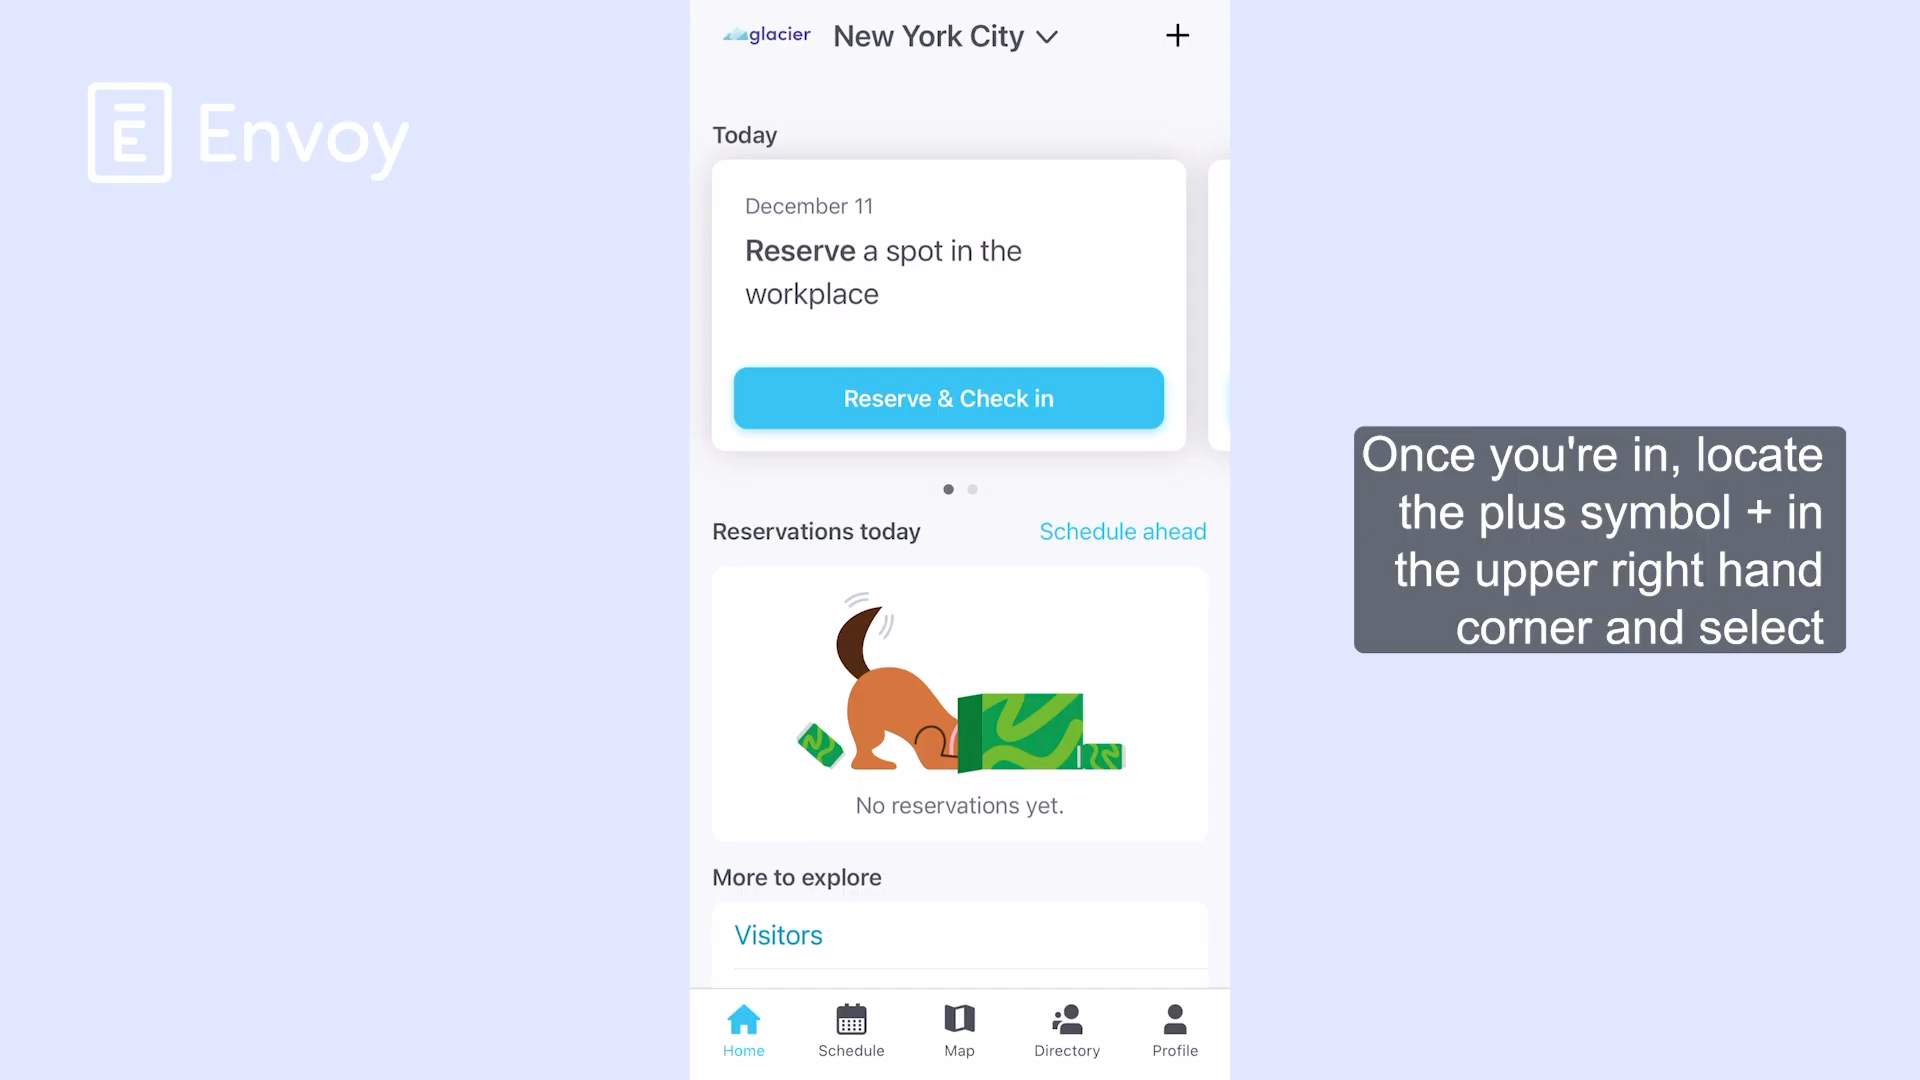 Envoy
glacier
New York City
+
Today
December 11
Reserve a spot in the
workplace
Reserve & Check in
Reservations today
Schedule ahead
No reservations yet.
More to explore
Visitors
Home
Schedule
Map
Directory
Profile
Once you're in, locate
the plus symbol + in
the upper right hand
corner and select